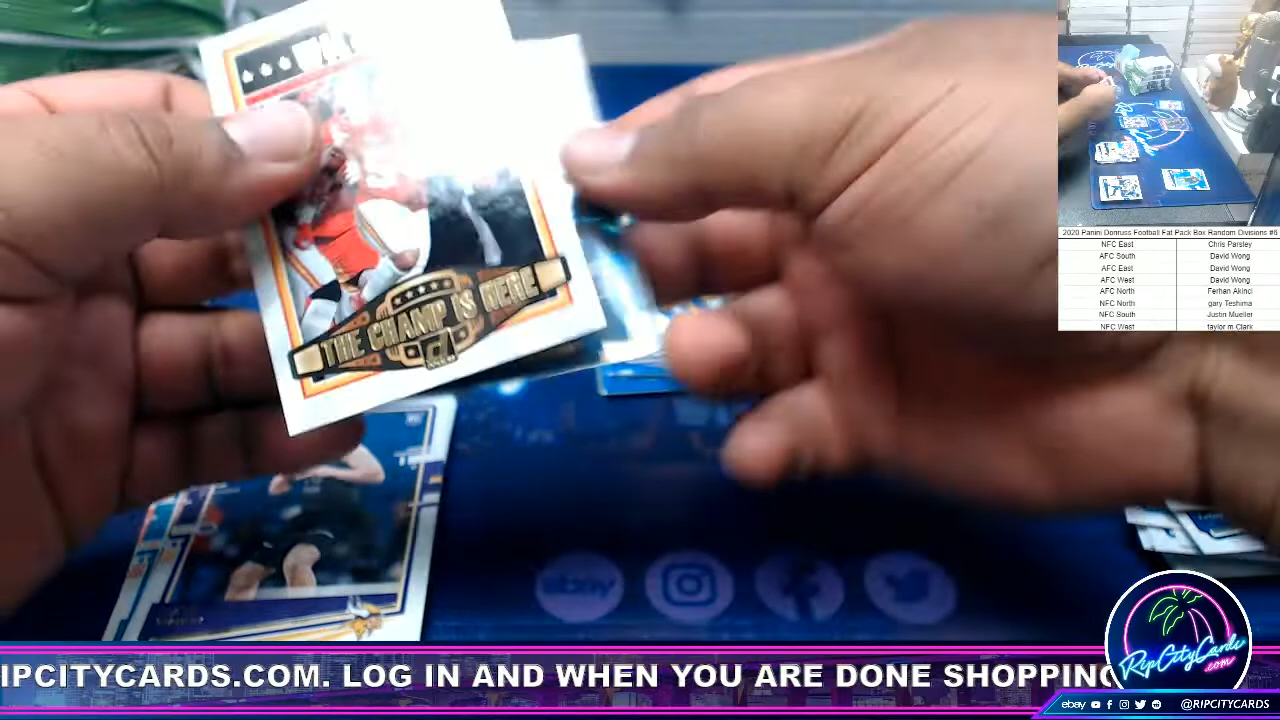 THE CHAMP IS HERE
2020 Panini Donruss Football Fat Pack Box Random Divisions #6
NFC East Chris Parsley
AFC South David Wong
AFC East David Wong
AFC West David Wong
AFC North Ferhan Akinci
NFC North gary Teshima
NFC South Justin Mueller
NFC West taylor m Clark
ebay
IPCITYCARDS.COM. LOG IN AND WHEN YOU ARE DONE SHOPPING
RipCityCards
.com
ebay @RIPCITYCARDS